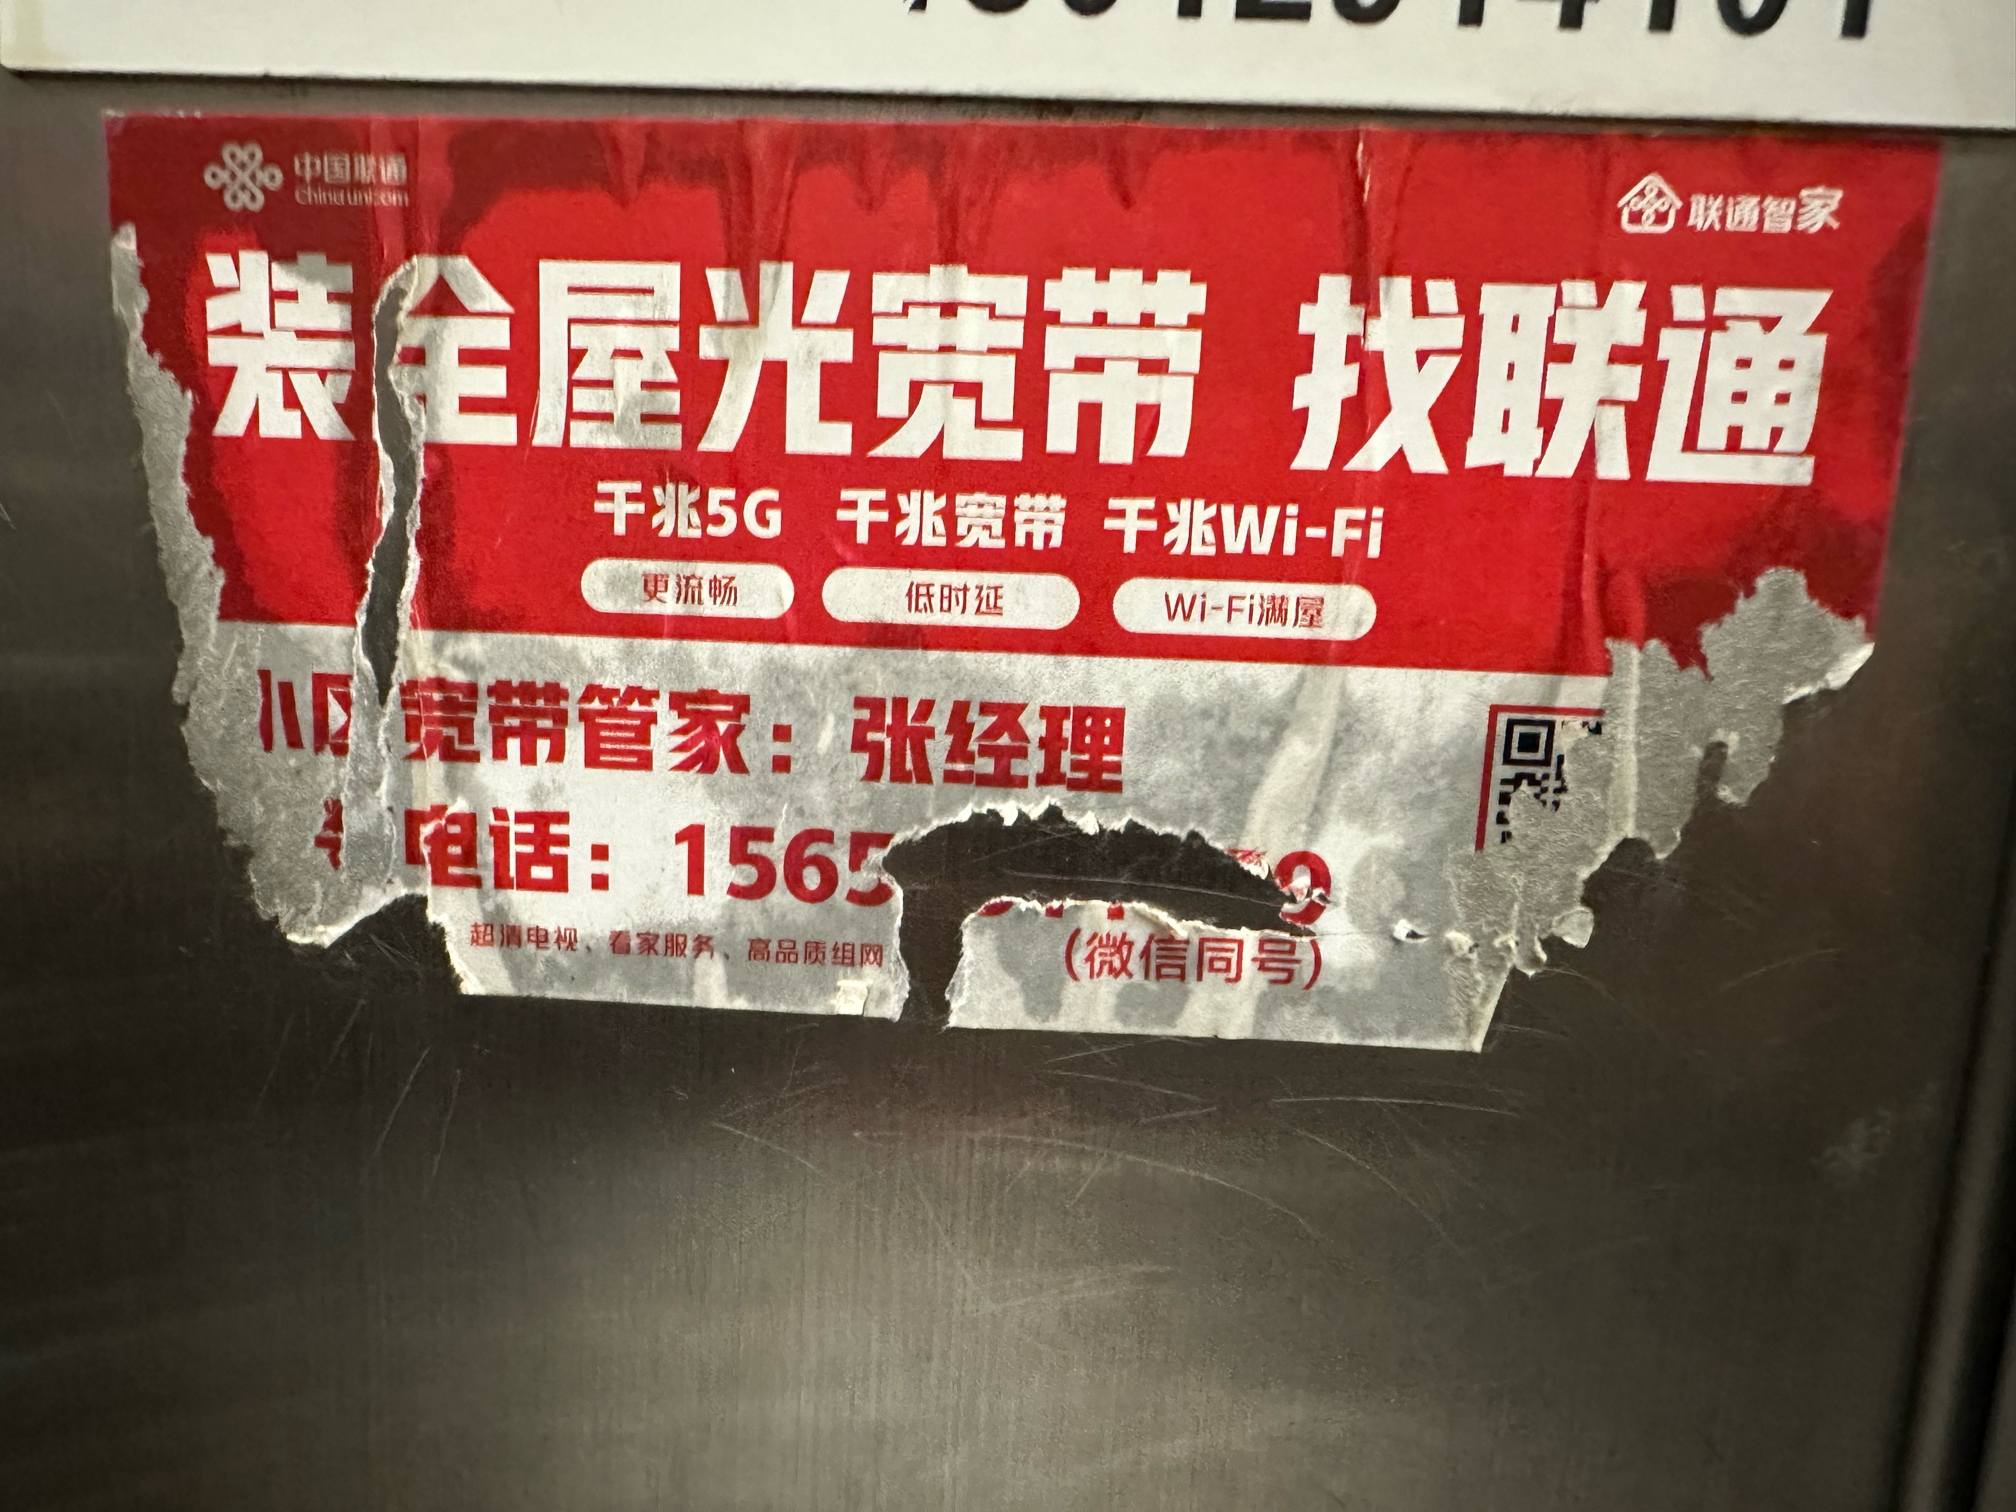 中国联通
China unicom
联通智家
装全屋光宽带 找联通
千兆5G 千兆宽带 千兆Wi-Fi
更流畅 低时延 Wi-Fi满屋
小区宽带管家：张经理
电话：1565
(微信同号)
超清电视、看家服务、高品质组网